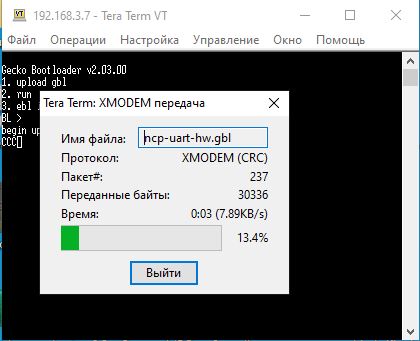 192.168.3.7 - Tera Term VT
Файл Операции Настройка Управление Окно Помощь
Gecko Bootloader v2.03.00
1. upload gbl
2. run
3. ebl
BL >
begin up
CCC
Tera Term: XMODEM передача
Имя файла: ncp-uart-hw.gbl
Протокол: XMODEM (CRC)
Пакет#: 237
Переданные байты: 30336
Время: 0:03 (7.89KB/s)
13.4%
Выйти